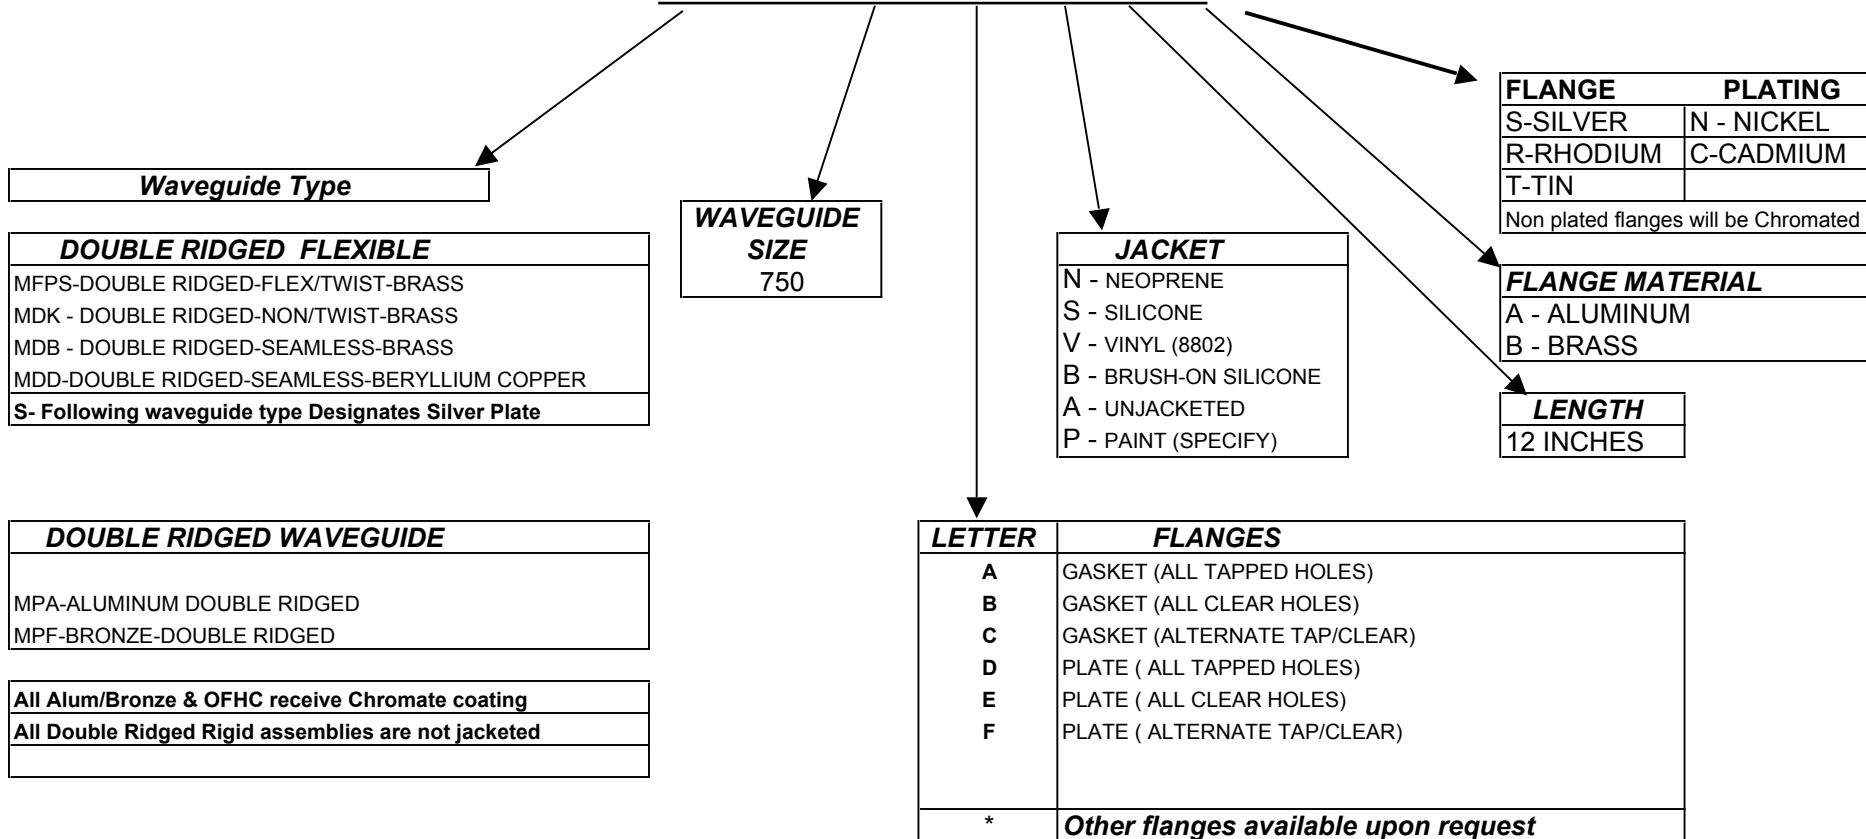 FLANGE PLATING
S-SILVER N - NICKEL
R-RHODIUM C-CADMIUM
T-TIN
Non plated flanges will be Chromated
Waveguide Type
WAVEGUIDE
SIZE
750
DOUBLE RIDGED FLEXIBLE
MFPS-DOUBLE RIDGED-FLEX/TWIST-BRASS
MDK - DOUBLE RIDGED-NON/TWIST-BRASS
MDB - DOUBLE RIDGED-SEAMLESS-BRASS
MDD-DOUBLE RIDGED-SEAMLESS-BERYLLIUM COPPER
S- Following waveguide type Designates Silver Plate
JACKET
N - NEOPRENE
S - SILICONE
V - VINYL (8802)
B - BRUSH-ON SILICONE
A - UNJACKETED
P - PAINT (SPECIFY)
FLANGE MATERIAL
A - ALUMINUM
B - BRASS
LENGTH
12 INCHES
DOUBLE RIDGED WAVEGUIDE
MPA-ALUMINUM DOUBLE RIDGED
MPF-BRONZE-DOUBLE RIDGED
All Alum/Bronze & OFHC receive Chromate coating
All Double Ridged Rigid assemblies are not jacketed
LETTER FLANGES
A GASKET (ALL TAPPED HOLES)
B GASKET (ALL CLEAR HOLES)
C GASKET (ALTERNATE TAP/CLEAR)
D PLATE ( ALL TAPPED HOLES)
E PLATE ( ALL CLEAR HOLES)
F PLATE ( ALTERNATE TAP/CLEAR)
* Other flanges available upon request